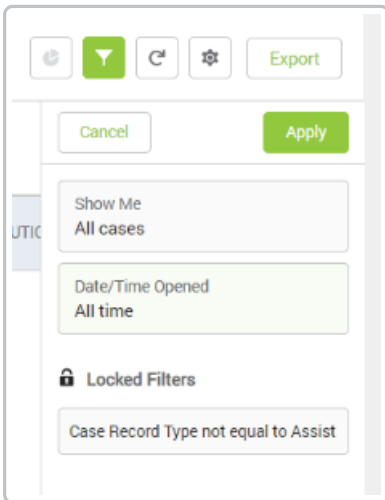 Export
Cancel
Apply
Show Me
All cases
UTIC
Date/Time Opened
All time
Locked Filters
Case Record Type not equal to Assist